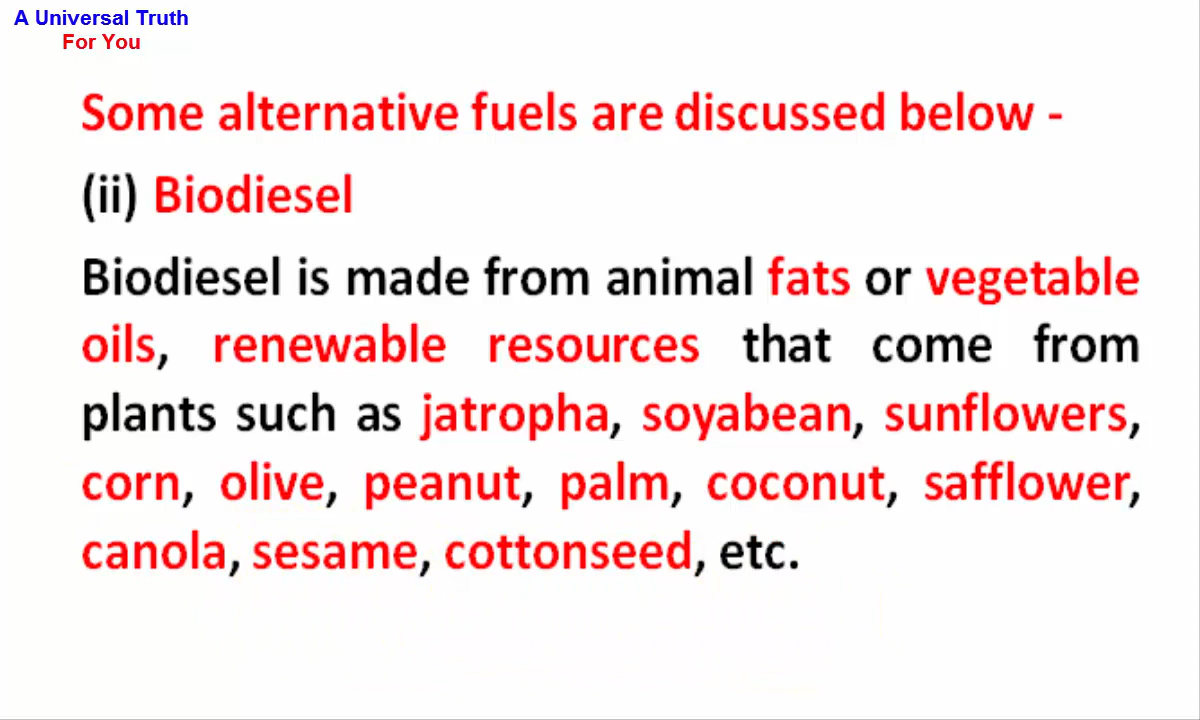 A Universal Truth
For You
Some alternative fuels are discussed below -
(ii) Biodiesel
Biodiesel is made from animal fats or vegetable
oils, renewable resources that come from
plants such as jatropha, soyabean, sunflowers,
corn, olive, peanut, palm, coconut, safflower,
canola, sesame, cottonseed, etc.